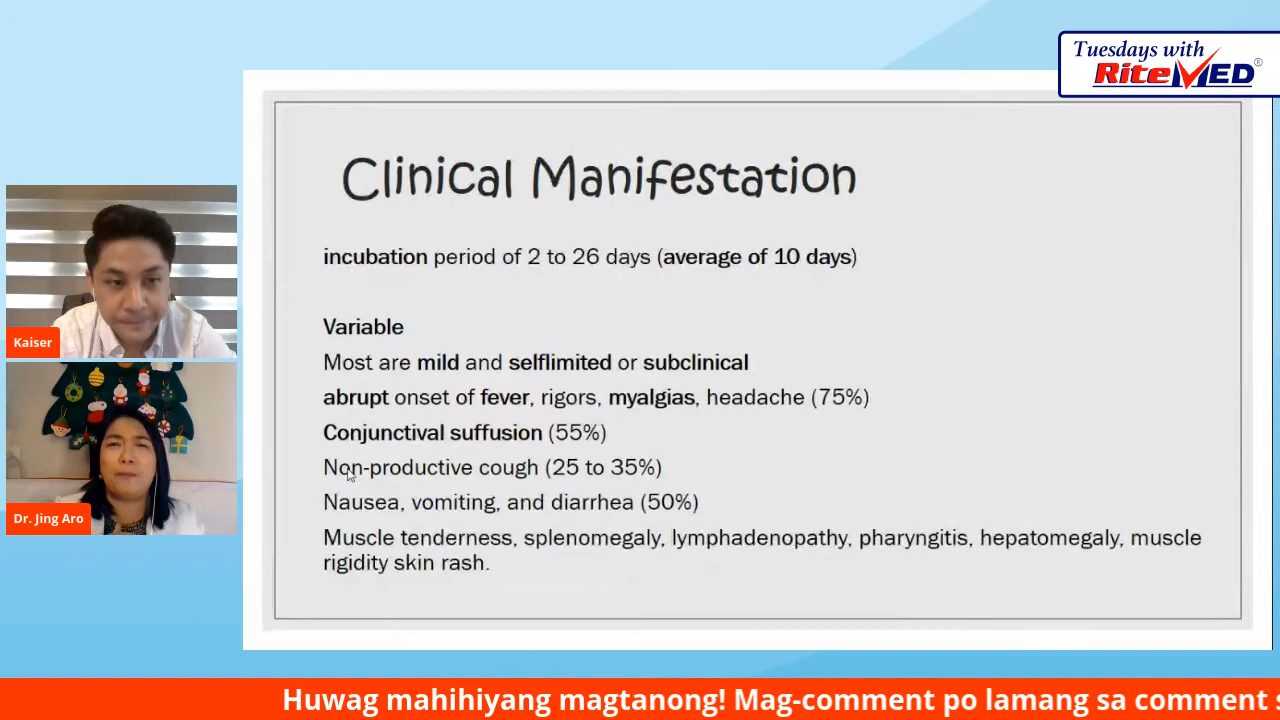 Tuesdays with
RiteMED®
Clinical Manifestation
incubation period of 2 to 26 days (average of 10 days)
Variable
Most are mild and selflimited or subclinical
abrupt onset of fever, rigors, myalgias, headache (75%)
Conjunctival suffusion (55%)
Non-productive cough (25 to 35%)
Nausea, vomiting, and diarrhea (50%)
Muscle tenderness, splenomegaly, lymphadenopathy, pharyngitis, hepatomegaly, muscle
rigidity skin rash.
Kaiser
Dr. Jing Aro
Huwag mahihiyang magtanong! Mag-comment po lamang sa comment